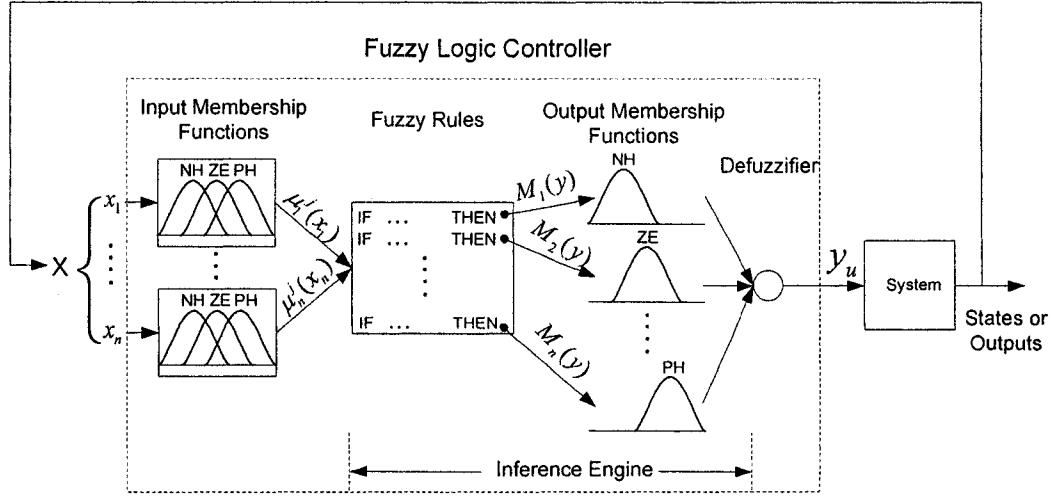 Fuzzy Logic Controller
Input Membership
Functions
Fuzzy Rules
Output Membership
Functions
Defuzzifier
NH ZE PH
NH
x₁
μ₁ʲ(x₁)
M₁(y)
IF ... THEN
IF ... THEN
M₂(y)
ZE
X
yᵤ
System
States or
Outputs
NH ZE PH
xₙ
μₙʲ(xₙ)
IF ... THEN
Mₙ(y)
PH
Inference Engine